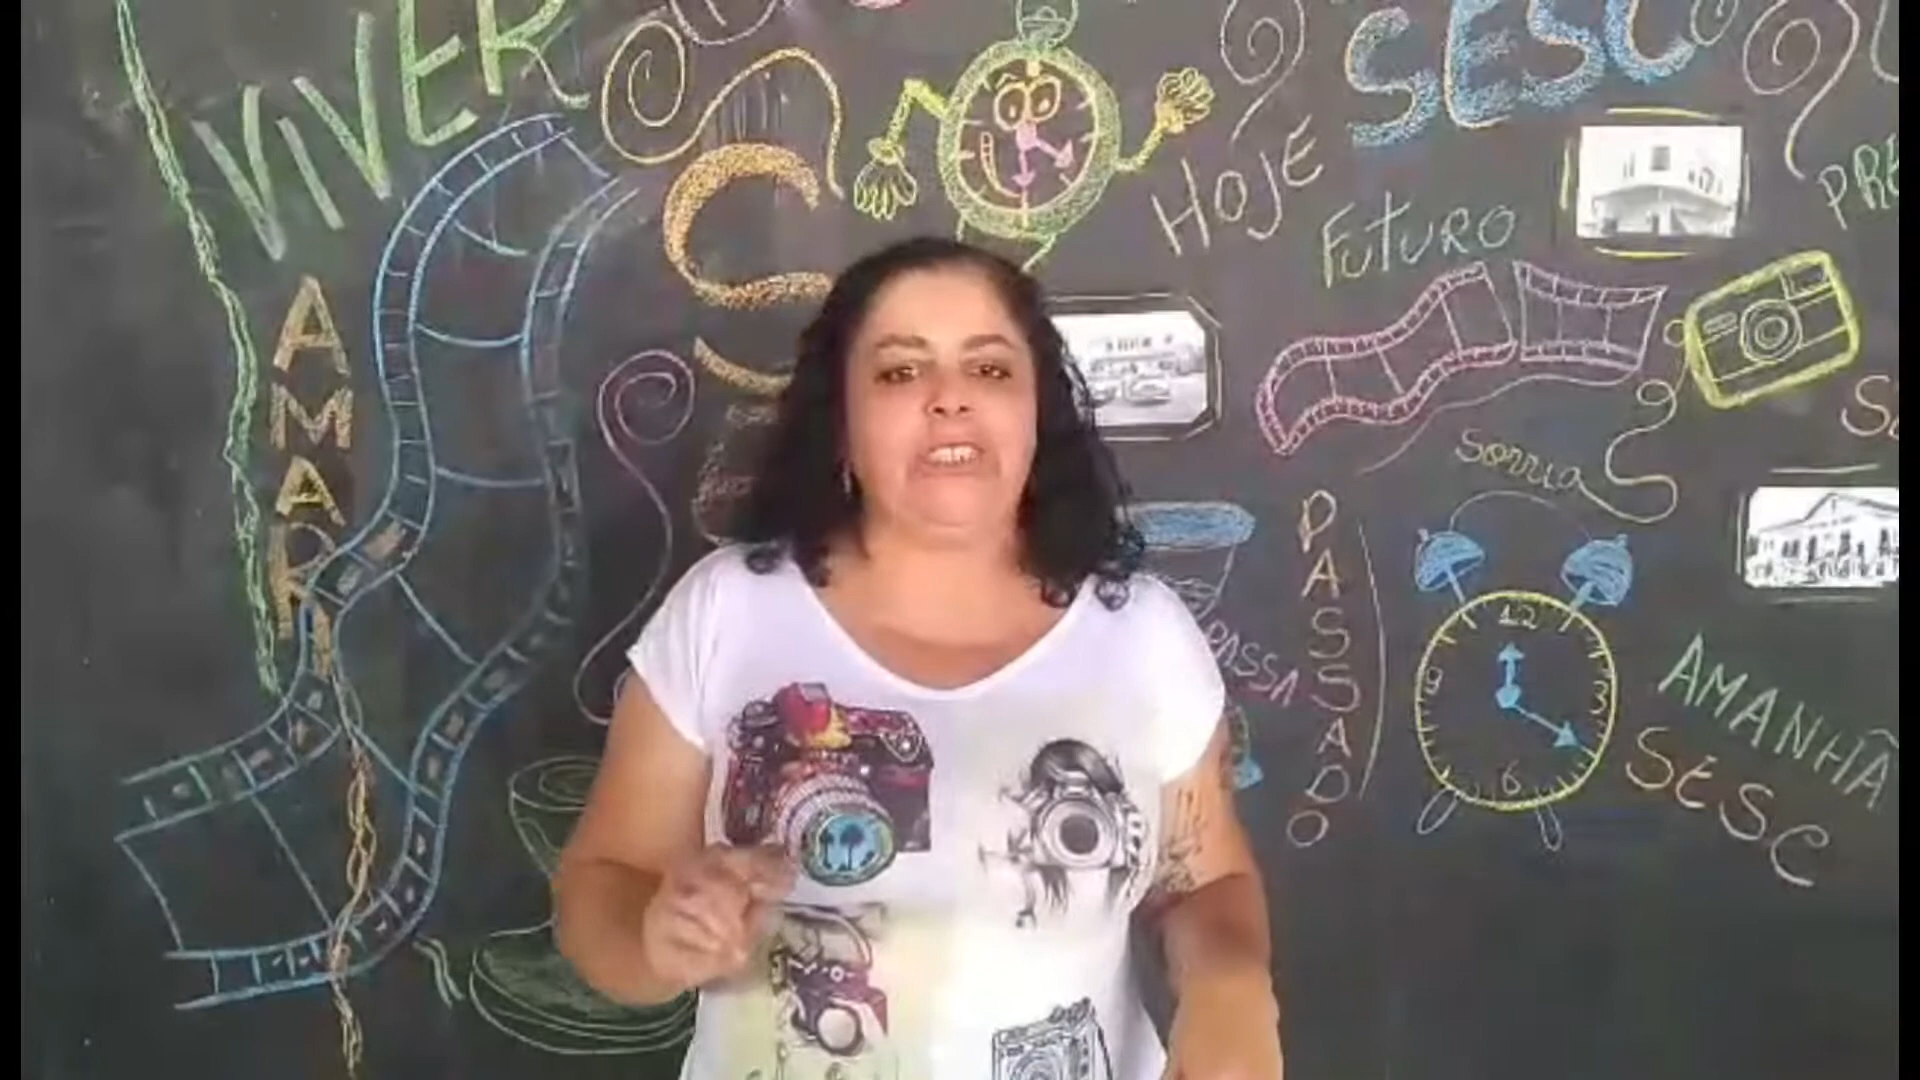 VIVER
SESC
HOJE
FUTURO
AMAR
sorria
PASSADO
PASSA
12
3
6
9
AMANHÃ
SESC